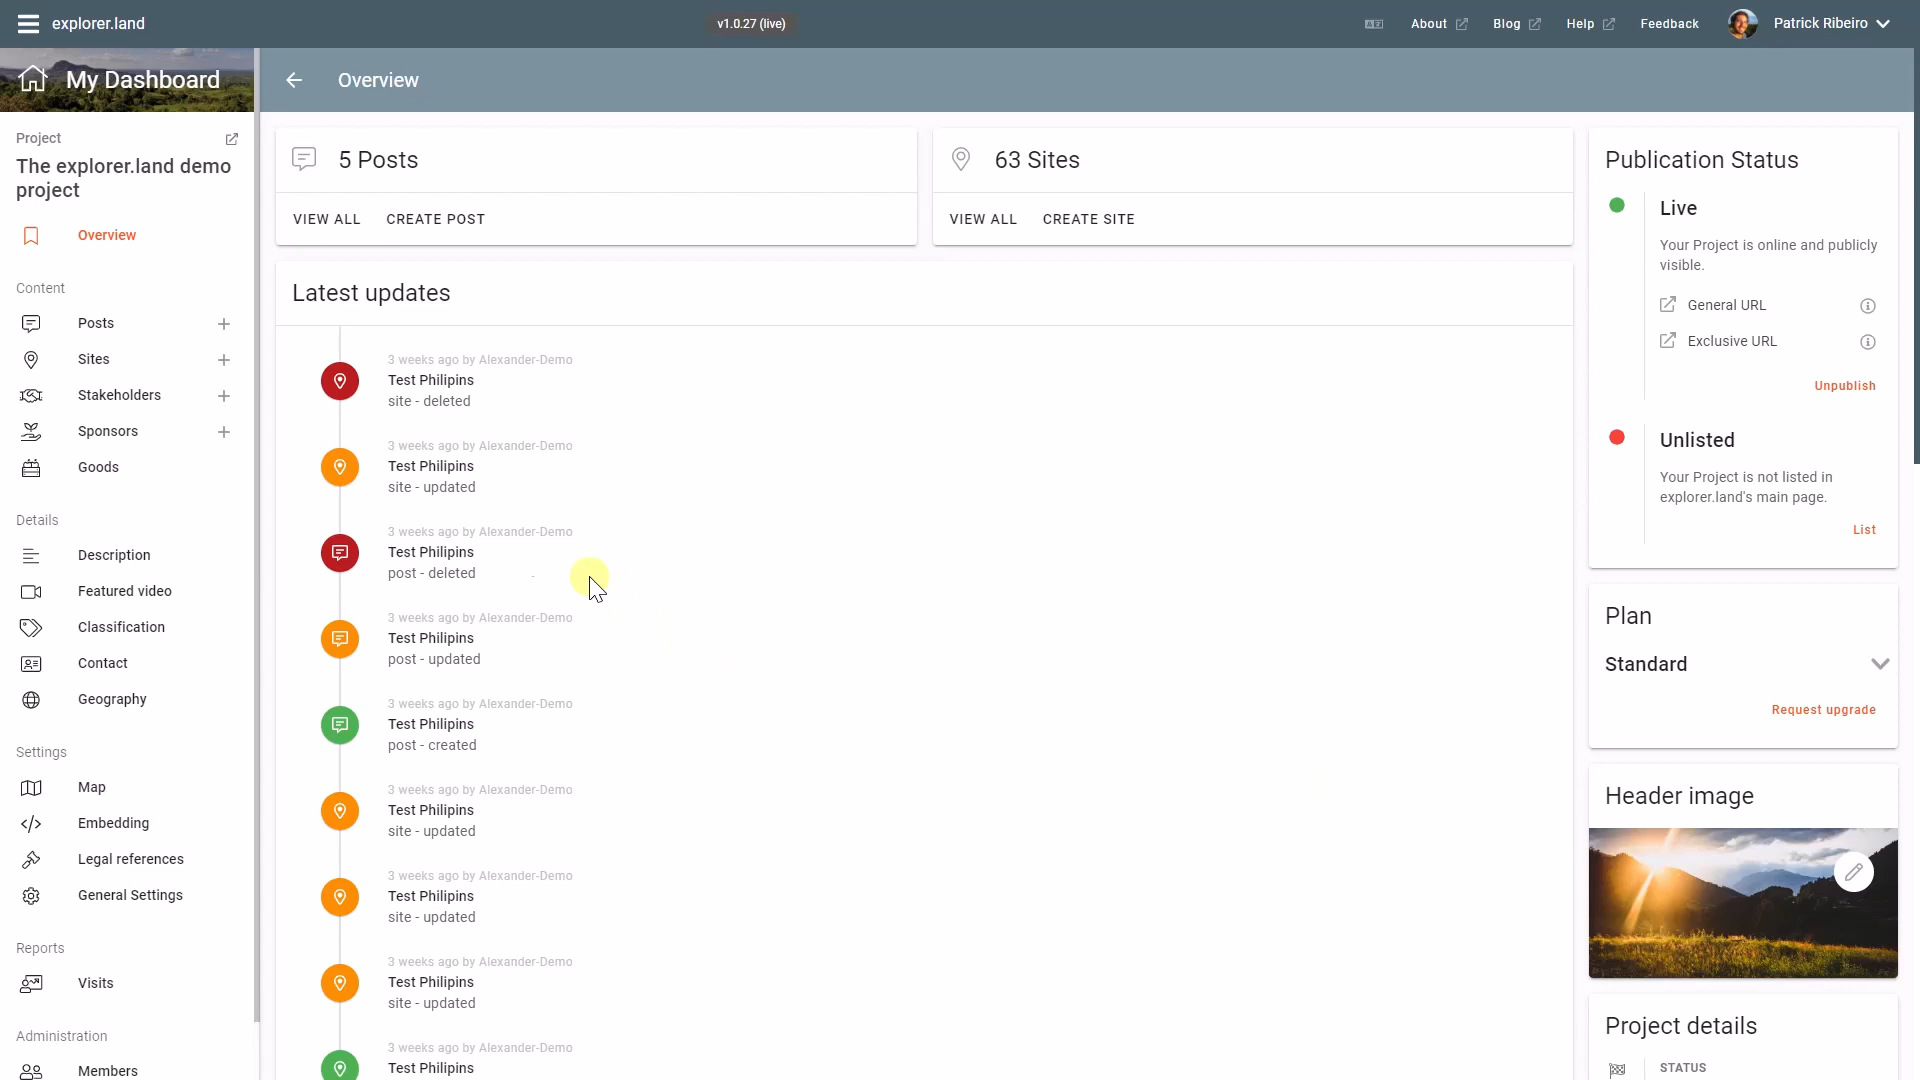 explorer.land
v1.0.27 (live)
About
Blog
Help
Feedback
Patrick Ribeiro
My Dashboard
Overview
Project
The explorer.land demo
project
Overview
Content
Posts
Sites
Stakeholders
Sponsors
Goods
Details
Description
Featured video
Classification
Contact
Geography
Settings
Map
Embedding
Legal references
General Settings
Reports
Visits
Administration
Members
5 Posts
VIEW ALL CREATE POST
63 Sites
VIEW ALL CREATE SITE
Latest updates
3 weeks ago by Alexander-Demo
Test Philipins
site - deleted
3 weeks ago by Alexander-Demo
Test Philipins
site - updated
3 weeks ago by Alexander-Demo
Test Philipins
post - deleted
3 weeks ago by Alexander-Demo
Test Philipins
post - updated
3 weeks ago by Alexander-Demo
Test Philipins
post - created
3 weeks ago by Alexander-Demo
Test Philipins
site - updated
3 weeks ago by Alexander-Demo
Test Philipins
site - updated
3 weeks ago by Alexander-Demo
Test Philipins
site - updated
3 weeks ago by Alexander-Demo
Test Philipins
Publication Status
Live
Your Project is online and publicly
visible.
General URL
Exclusive URL
Unpublish
Unlisted
Your Project is not listed in
explorer.land's main page.
List
Plan
Standard
Request upgrade
Header image
Project details
STATUS